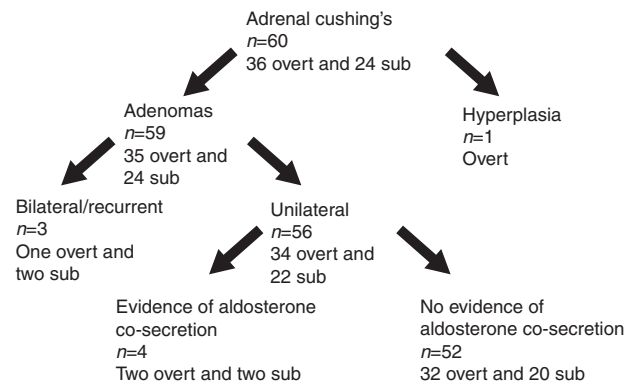 Adrenal cushing's
n=60
36 overt and 24 sub
Adenomas
n=59
35 overt and
24 sub
Hyperplasia
n=1
Overt
Bilateral/recurrent
n=3
One overt and
two sub
Unilateral
n=56
34 overt and
22 sub
Evidence of aldosterone
co-secretion
n=4
Two overt and two sub
No evidence of
aldosterone co-secretion
n=52
32 overt and 20 sub